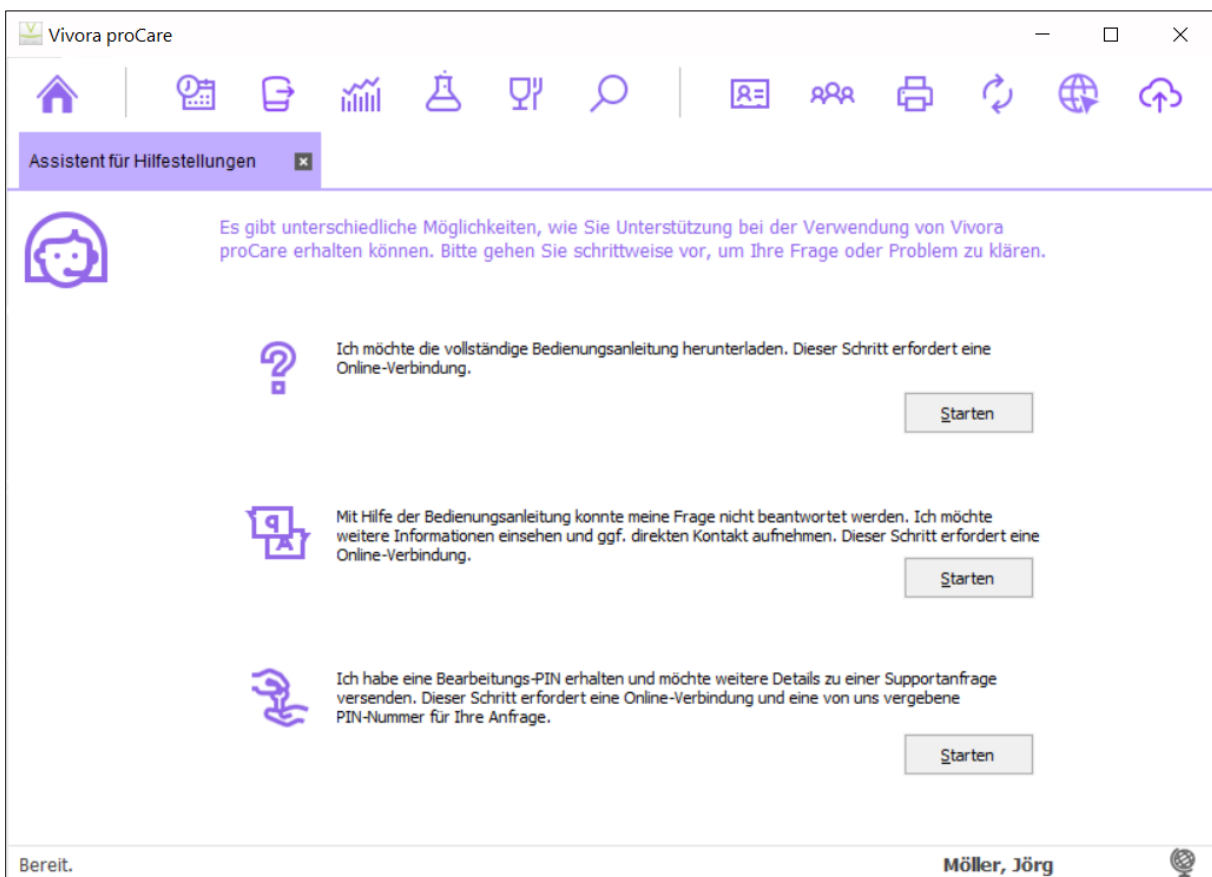 Vivora proCare
Assistent für Hilfestellungen
Es gibt unterschiedliche Möglichkeiten, wie Sie Unterstützung bei der Verwendung von Vivora
proCare erhalten können. Bitte gehen Sie schrittweise vor, um Ihre Frage oder Problem zu klären.
Ich möchte die vollständige Bedienungsanleitung herunterladen. Dieser Schritt erfordert eine
Online-Verbindung.
Starten
Mit Hilfe der Bedienungsanleitung konnte meine Frage nicht beantwortet werden. Ich möchte
weitere Informationen einsehen und ggf. direkten Kontakt aufnehmen. Dieser Schritt erfordert eine
Online-Verbindung.
Starten
Ich habe eine Bearbeitungs-PIN erhalten und möchte weitere Details zu einer Supportanfrage
versenden. Dieser Schritt erfordert eine Online-Verbindung und eine von uns vergebene
PIN-Nummer für Ihre Anfrage.
Starten
Bereit.
Möller, Jörg